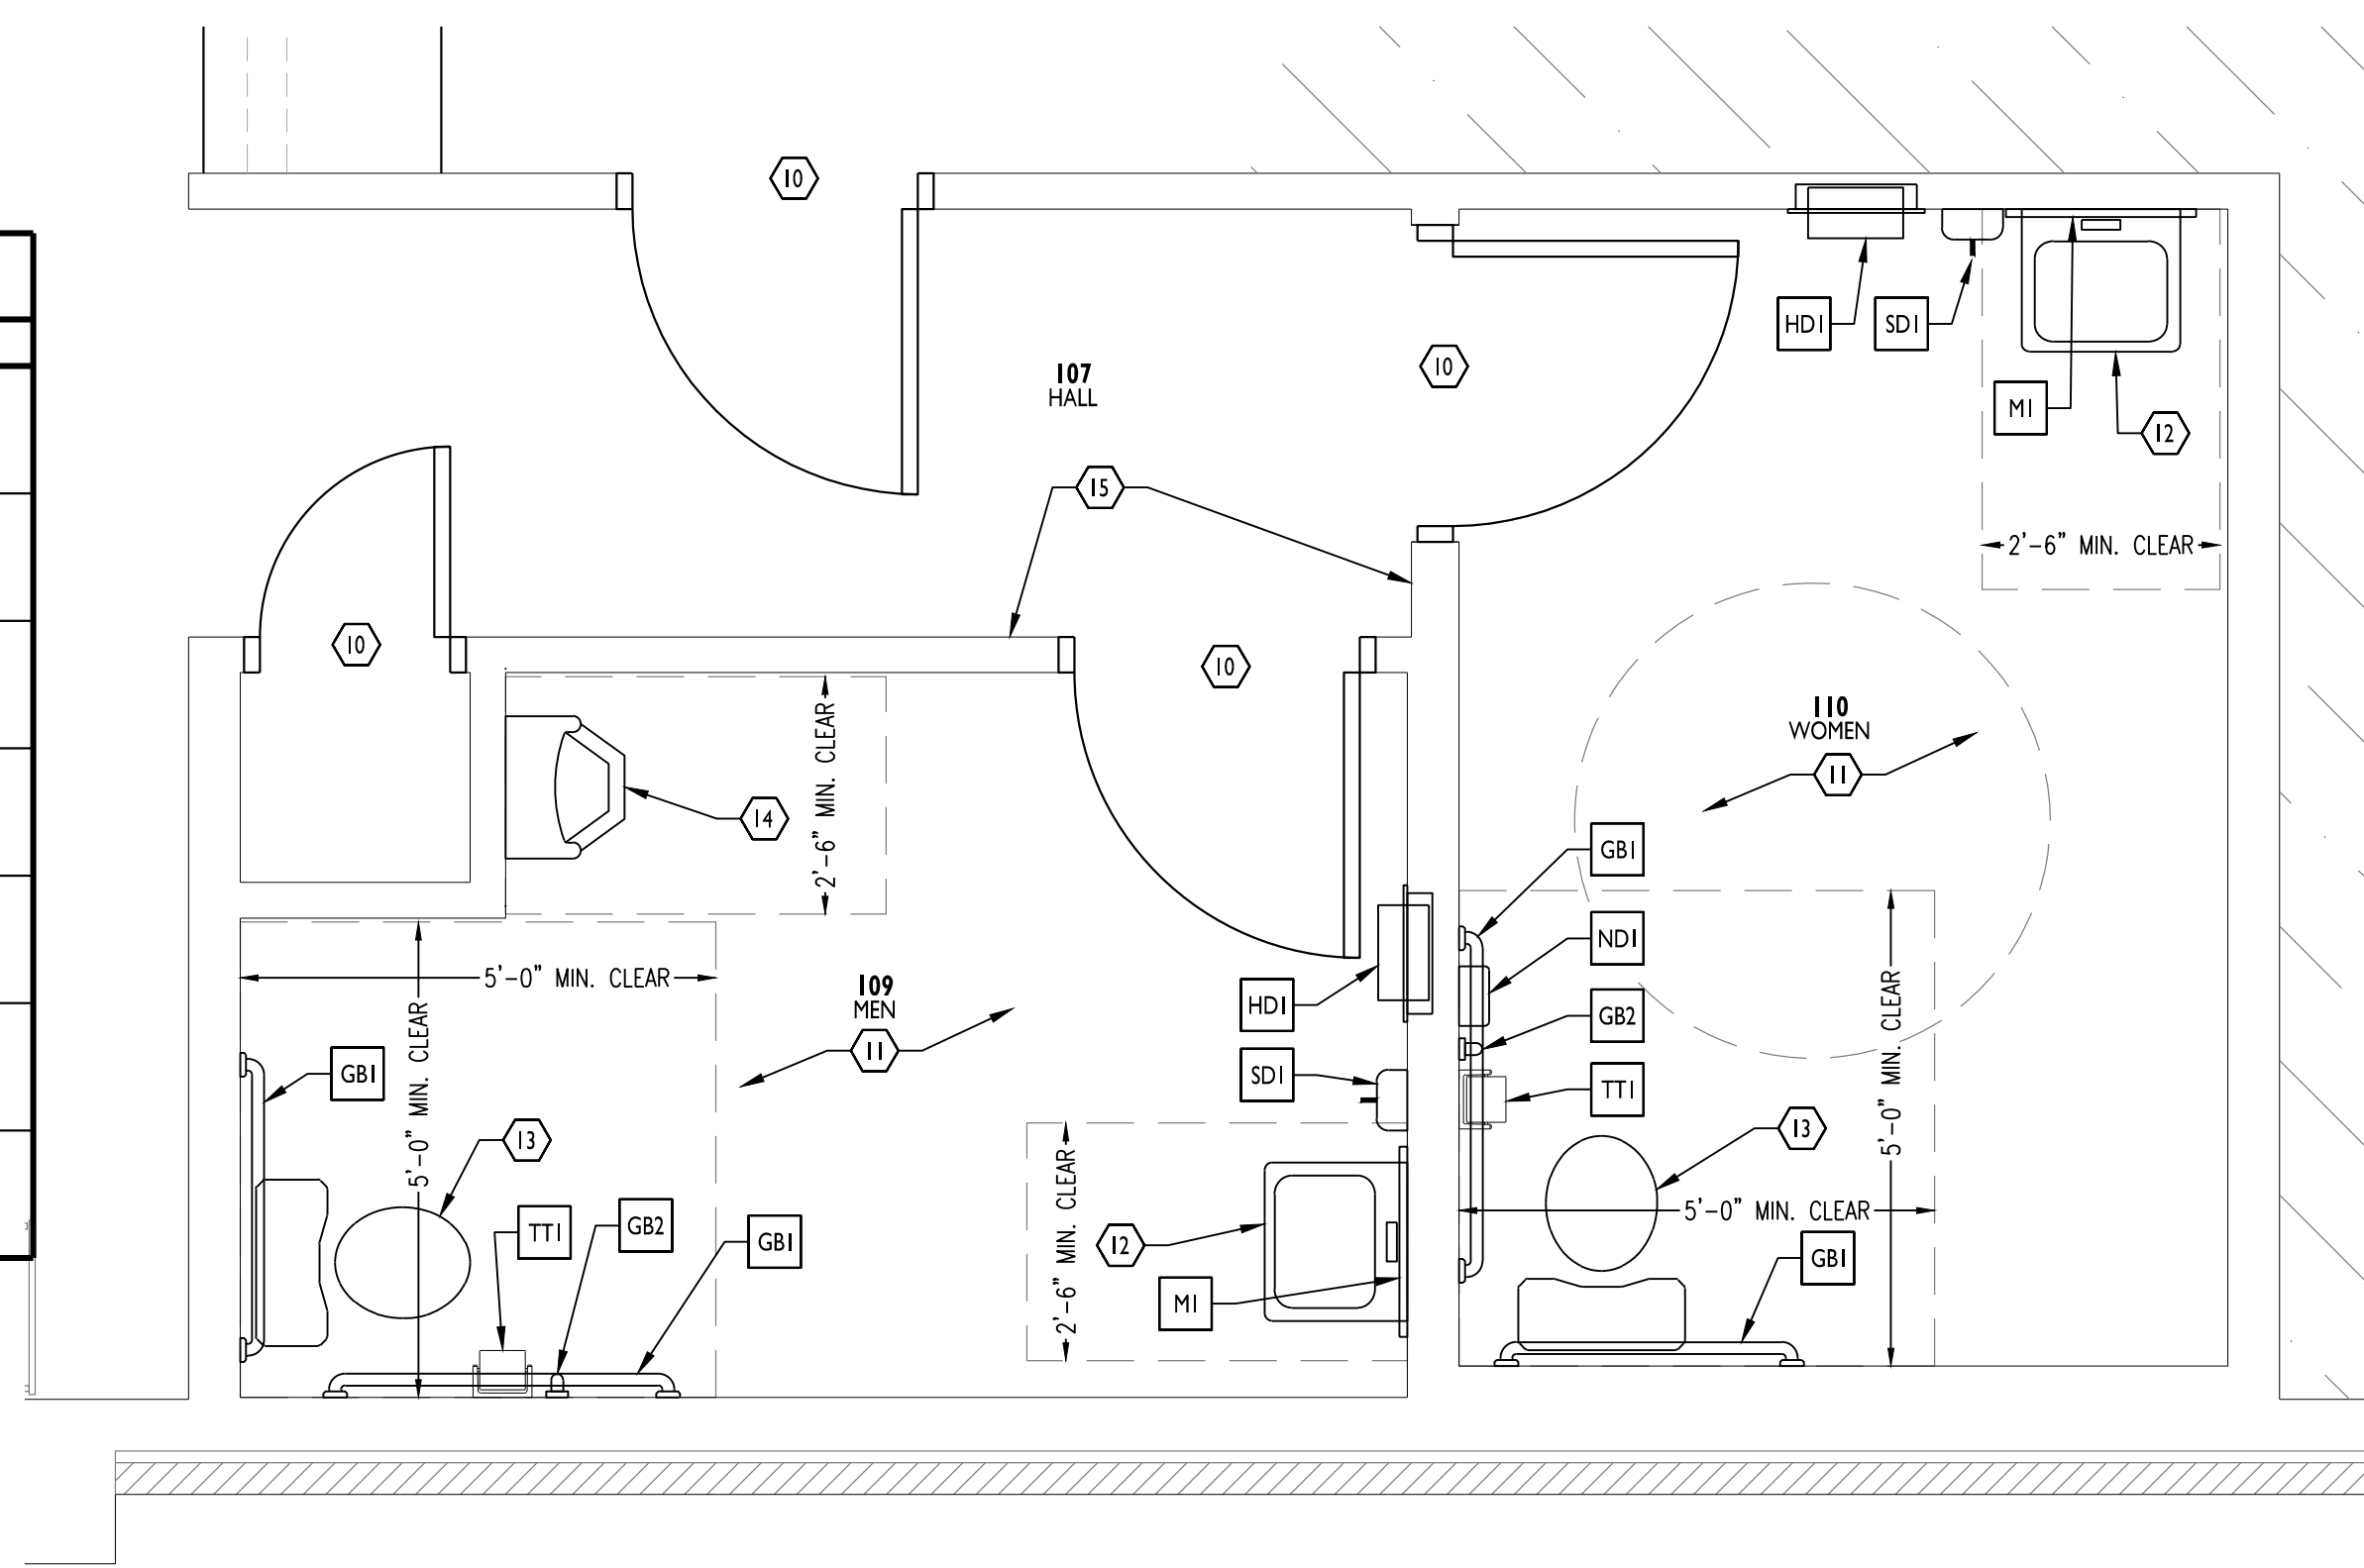 10
107
HALL
10
HD1
SD1
M1
12
15
2'-6" MIN. CLEAR
10
10
110
WOMEN
11
14
2'-6" MIN. CLEAR
GB1
ND1
GB2
TT1
13
5'-0" MIN. CLEAR
5'-0" MIN. CLEAR
GB1
5'-0" MIN. CLEAR
5'-0" MIN. CLEAR
109
MEN
11
HD1
SD1
GB1
13
TT1
GB2
GB1
2'-6" MIN. CLEAR
12
M1